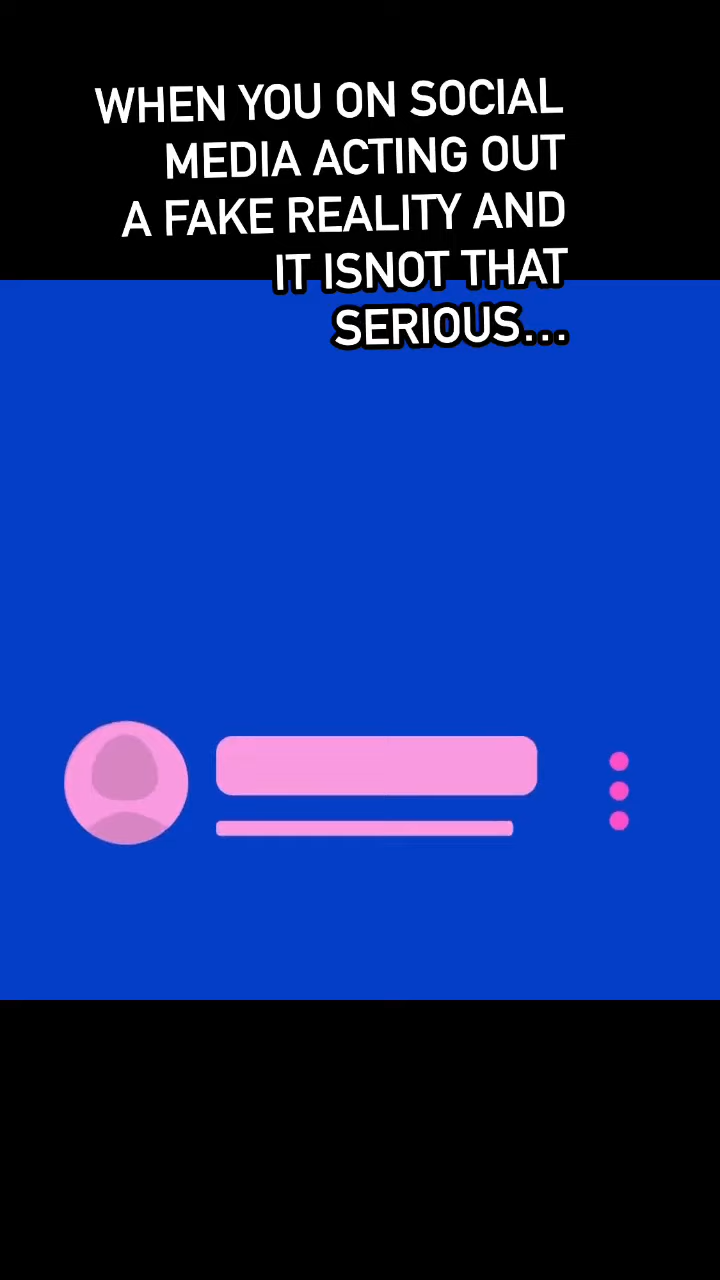 WHEN YOU ON SOCIAL
MEDIA ACTING OUT
A FAKE REALITY AND
IT ISNOT THAT
SERIOUS...